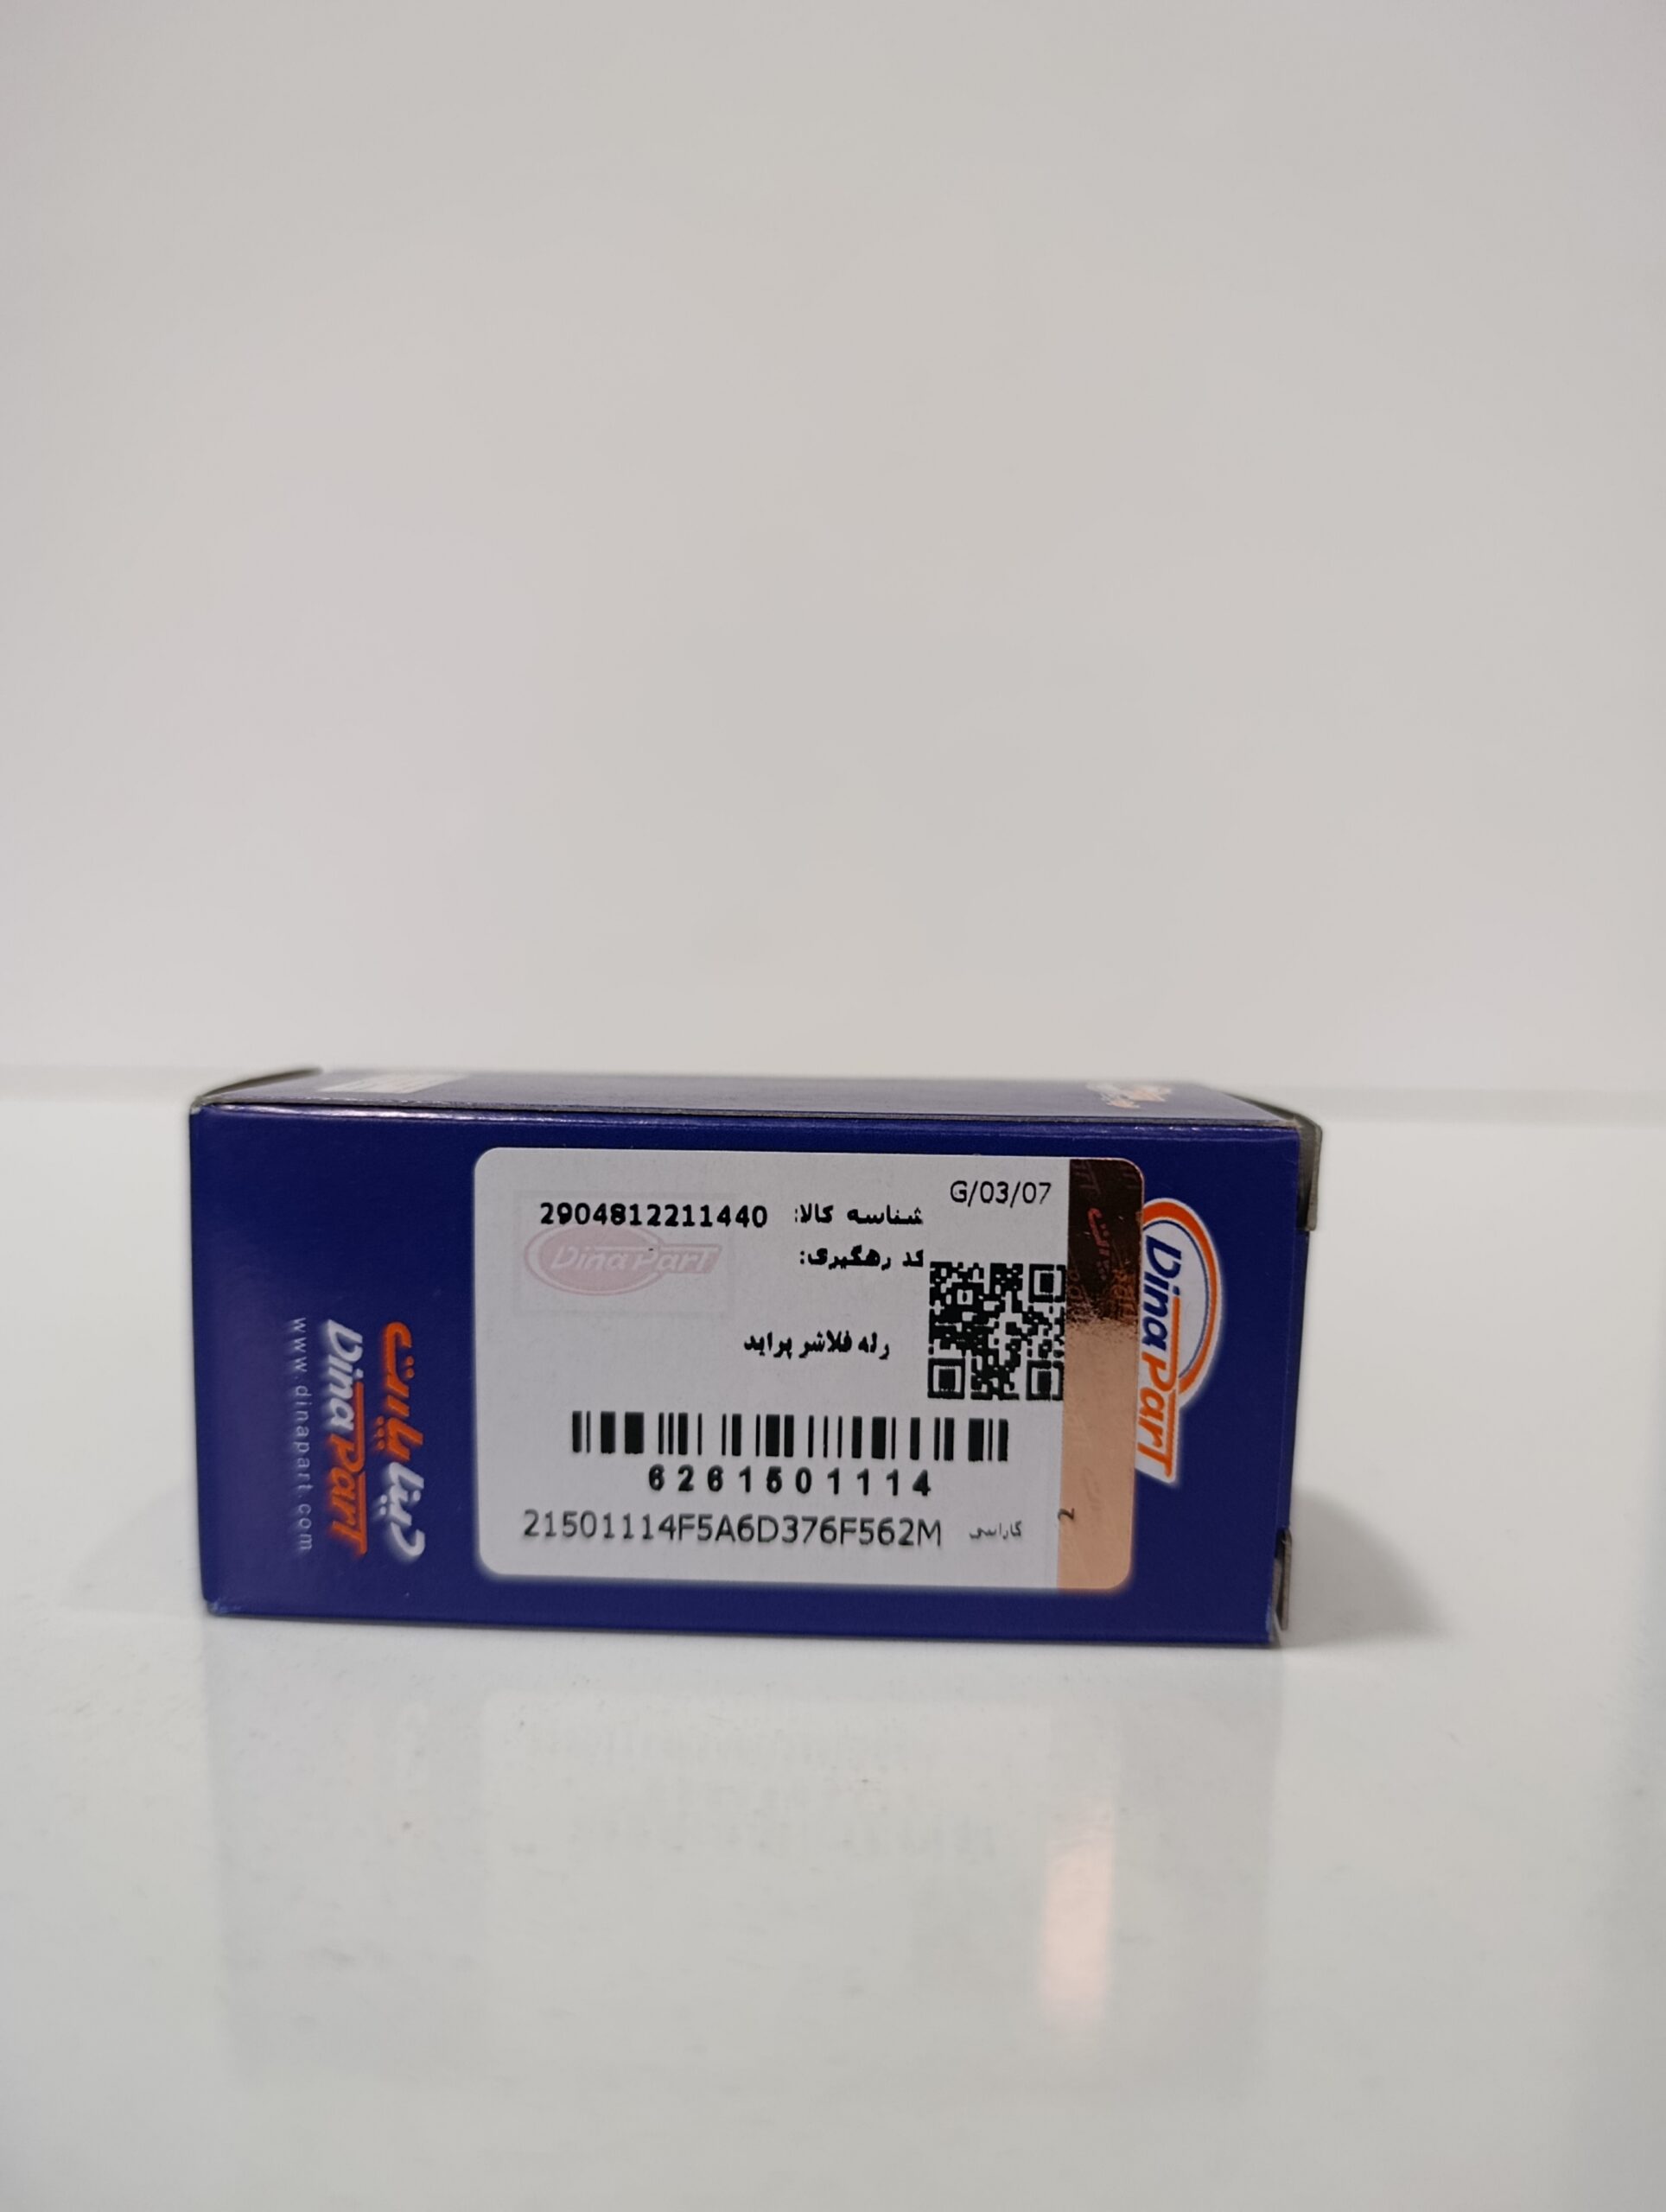 G/03/07
شناسه کالا: 2904812211440
کد رهگیری:
DinaPart
رله فلاشر پراید
6261501114
21501114F5A6D376F562M گارانتی
دینا پارت
DinaPart
www.dinapart.com
DinaPart